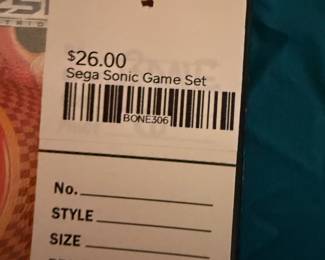 $26.00
Sega Sonic Game Set
BONE306
No.
STYLE
SIZE